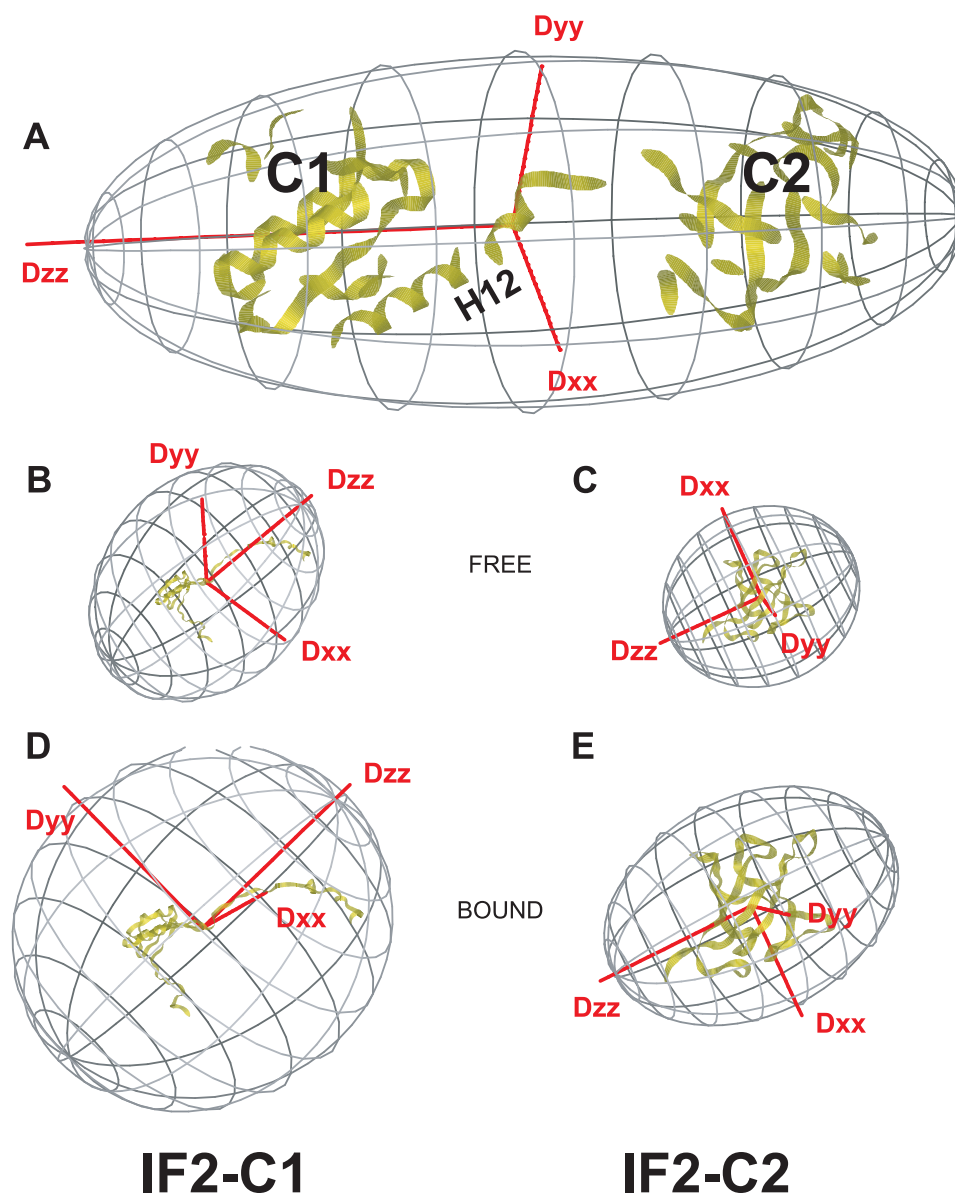 Dyy
A
C1
C2
Dzz
H12
Dxx
B
Dyy
Dzz
Dxx
FREE
C
Dxx
Dzz
Dyy
D
Dyy
Dzz
Dxx
BOUND
E
Dyy
Dzz
Dxx
IF2-C1
IF2-C2